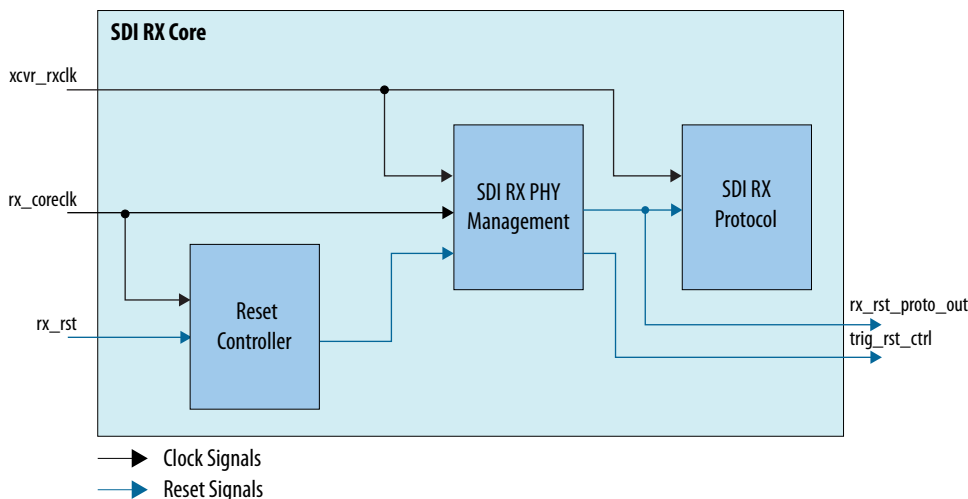 SDI RX Core
xcvr_rxclk
rx_coreclk
rx_rst
SDI RX PHY
Management
SDI RX
Protocol
Reset
Controller
rx_rst_proto_out
trig_rst_ctrl
Clock Signals
Reset Signals